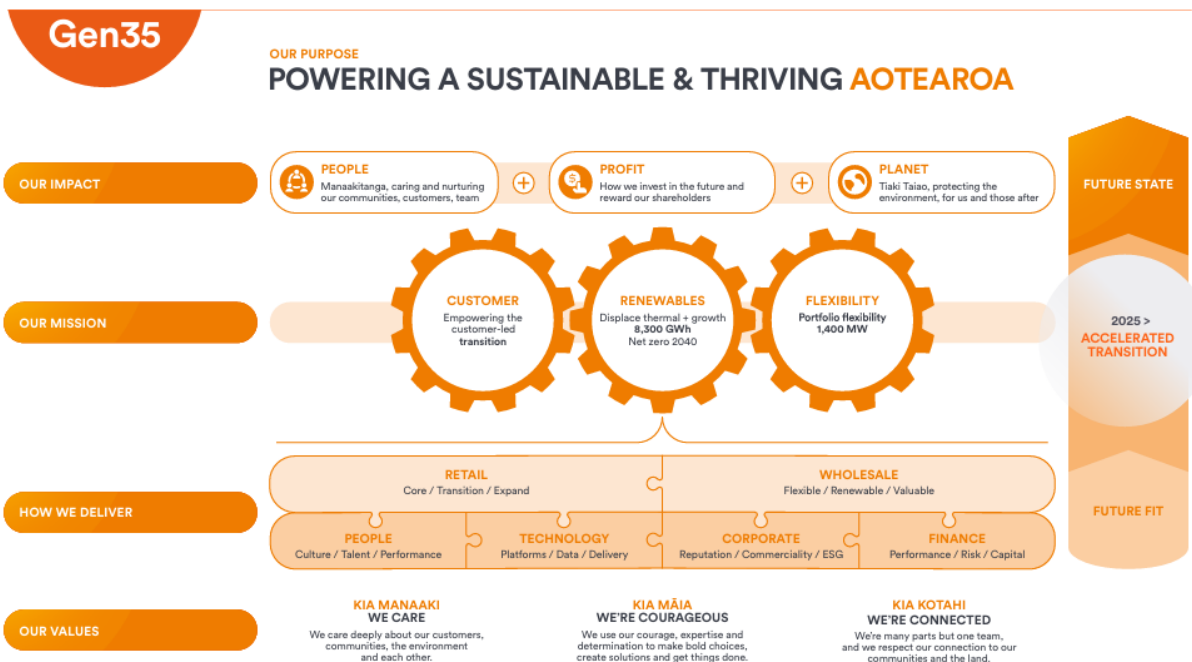 Gen35
OUR PURPOSE
POWERING A SUSTAINABLE & THRIVING AOTEAROA
OUR IMPACT
PEOPLE
Manaakitanga, caring and nurturing
our communities, customers, team
PROFIT
How we invest in the future and
reward our shareholders
PLANET
Tiaki Taiao, protecting the
environment, for us and those after
FUTURE STATE
OUR MISSION
CUSTOMER
Empowering the
customer-led
transition
RENEWABLES
Displace thermal + growth
8,300 GWh
Net zero 2040
FLEXIBILITY
Portfolio flexibility
1,400 MW
2025 >
ACCELERATED
TRANSITION
HOW WE DELIVER
RETAIL
Core / Transition / Expand
WHOLESALE
Flexible / Renewable / Valuable
PEOPLE
Culture / Talent / Performance
TECHNOLOGY
Platforms / Data / Delivery
CORPORATE
Reputation / Commerciality / ESG
FINANCE
Performance / Risk / Capital
FUTURE FIT
OUR VALUES
KIA MANAAKI
WE CARE
We care deeply about our customers,
communities, the environment
and each other.
KIA MĀIA
WE'RE COURAGEOUS
We use our courage, expertise and
determination to make bold choices,
create solutions and get things done.
KIA KOTAHI
WE'RE CONNECTED
We're many parts but one team,
and we respect our connection to our
communities and the land.